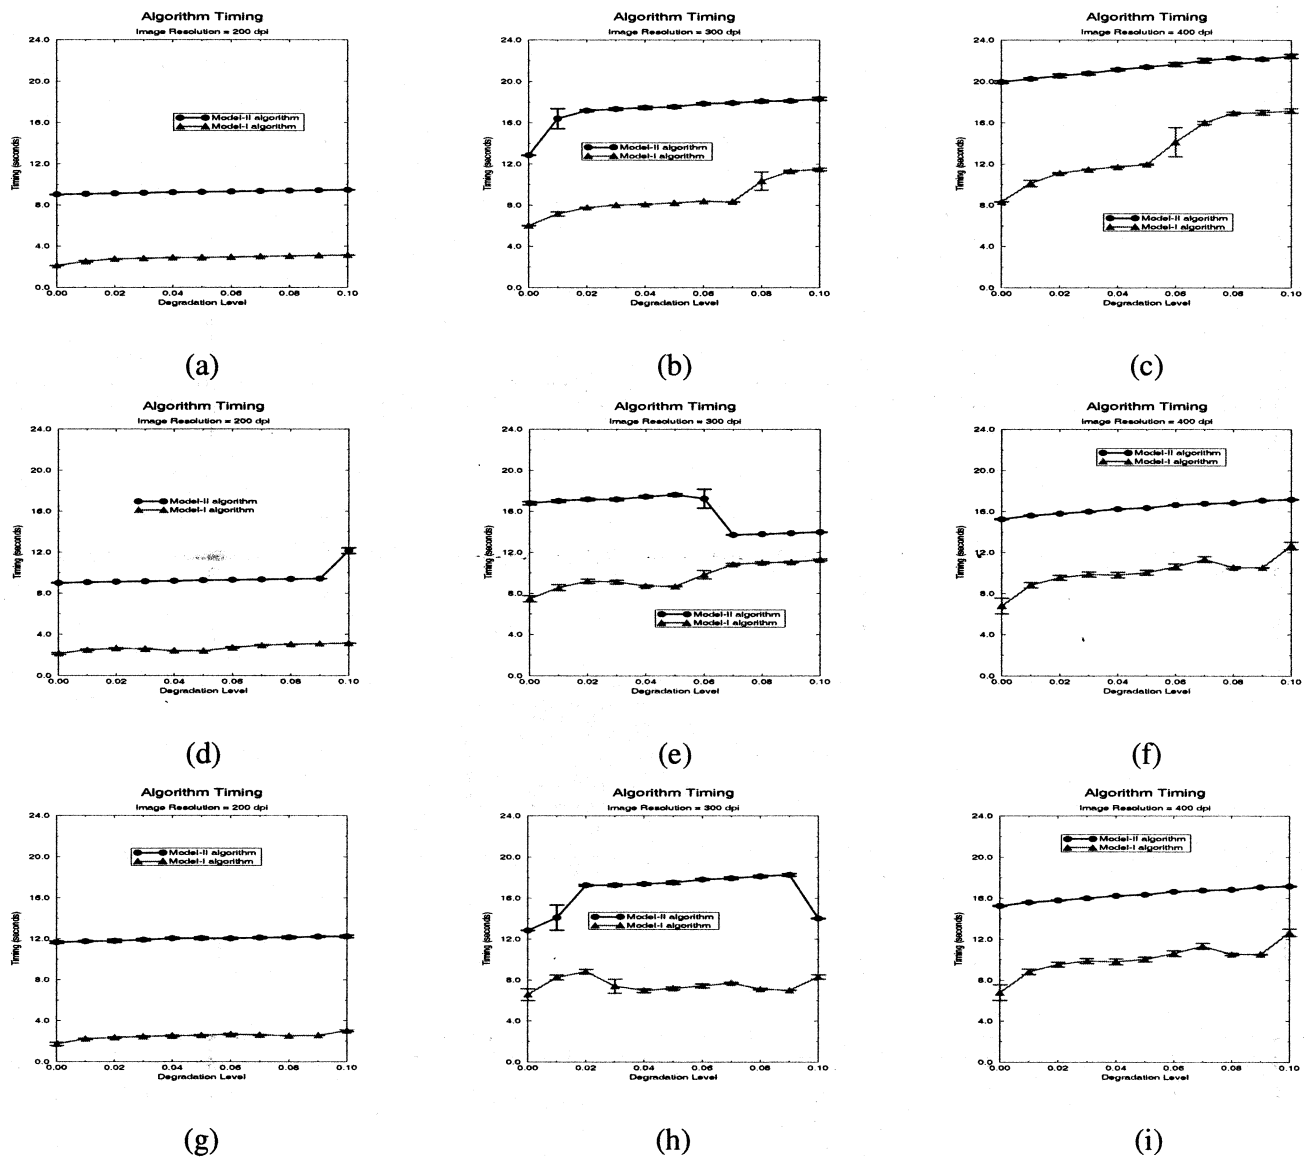 Algorithm Timing
Image Resolution = 200 dpi
24.0
20.0
16.0
12.0
8.0
4.0
0.0
Timing (seconds)
Model-II algorithm
Model-I algorithm
0.00 0.02 0.04 0.06 0.08 0.10
Degradation Level
(a)
Algorithm Timing
Image Resolution = 300 dpi
24.0
20.0
16.0
12.0
8.0
4.0
0.0
Timing (seconds)
Model-II algorithm
Model-I algorithm
0.00 0.02 0.04 0.06 0.08 0.10
Degradation Level
(b)
Algorithm Timing
Image Resolution = 400 dpi
24.0
20.0
16.0
12.0
8.0
4.0
0.0
Timing (seconds)
Model-II algorithm
Model-I algorithm
0.00 0.02 0.04 0.06 0.08 0.10
Degradation Level
(c)
Algorithm Timing
Image Resolution = 200 dpi
24.0
20.0
16.0
12.0
8.0
4.0
0.0
Timing (seconds)
Model-II algorithm
Model-I algorithm
0.00 0.02 0.04 0.06 0.08 0.10
Degradation Level
(d)
Algorithm Timing
Image Resolution = 300 dpi
24.0
20.0
16.0
12.0
8.0
4.0
0.0
Timing (seconds)
Model-II algorithm
Model-I algorithm
0.00 0.02 0.04 0.06 0.08 0.10
Degradation Level
(e)
Algorithm Timing
Image Resolution = 400 dpi
24.0
20.0
16.0
12.0
8.0
4.0
0.0
Timing (seconds)
Model-II algorithm
Model-I algorithm
0.00 0.02 0.04 0.06 0.08 0.10
Degradation Level
(f)
Algorithm Timing
Image Resolution = 200 dpi
24.0
20.0
16.0
12.0
8.0
4.0
0.0
Timing (seconds)
Model-II algorithm
Model-I algorithm
0.00 0.02 0.04 0.06 0.08 0.10
Degradation Level
(g)
Algorithm Timing
Image Resolution = 300 dpi
24.0
20.0
16.0
12.0
8.0
4.0
0.0
Timing (seconds)
Model-II algorithm
Model-I algorithm
0.00 0.02 0.04 0.06 0.08 0.10
Degradation Level
(h)
Algorithm Timing
Image Resolution = 400 dpi
24.0
20.0
16.0
12.0
8.0
4.0
0.0
Timing (seconds)
Model-II algorithm
Model-I algorithm
0.00 0.02 0.04 0.06 0.08 0.10
Degradation Level
(i)